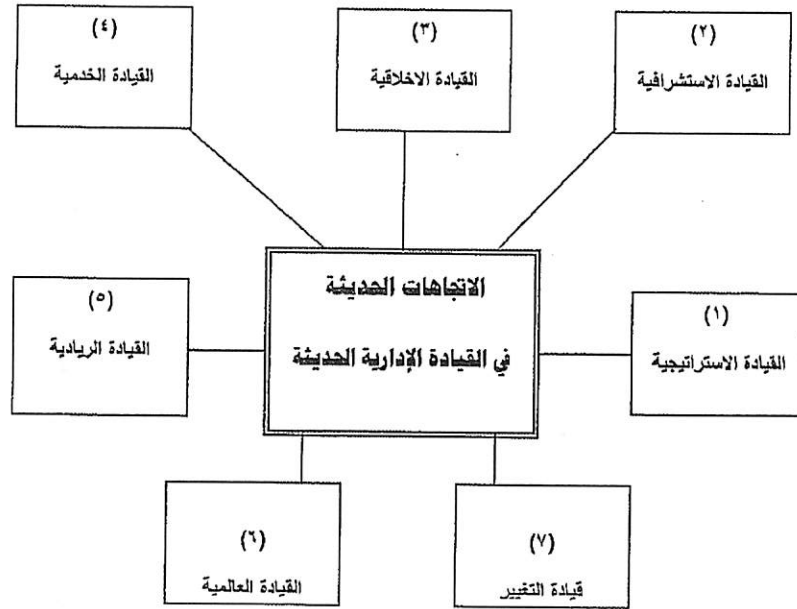 (٤)
القيادة الخدمية
(٣)
القيادة الاخلاقية
(٢)
القيادة الاستشرافية
الاتجاهات الحديثة
في القيادة الإدارية الحديثة
(٥)
القيادة الريادية
(١)
القيادة الاستراتيجية
(٦)
القيادة العالمية
(٧)
قيادة التغيير